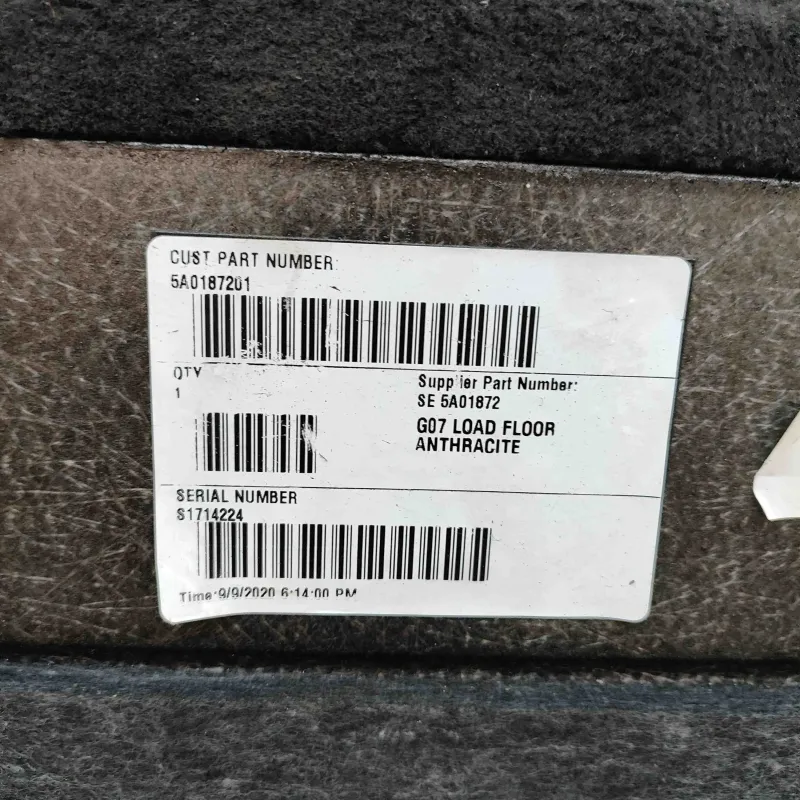 CUST PART NUMBER:
5A0187201
QTY
1
Supplier Part Number:
SE 5A01872
G07 LOAD FLOOR
ANTHRACITE
SERIAL NUMBER
S1714224
Time:9/9/2020 6:14:00 PM